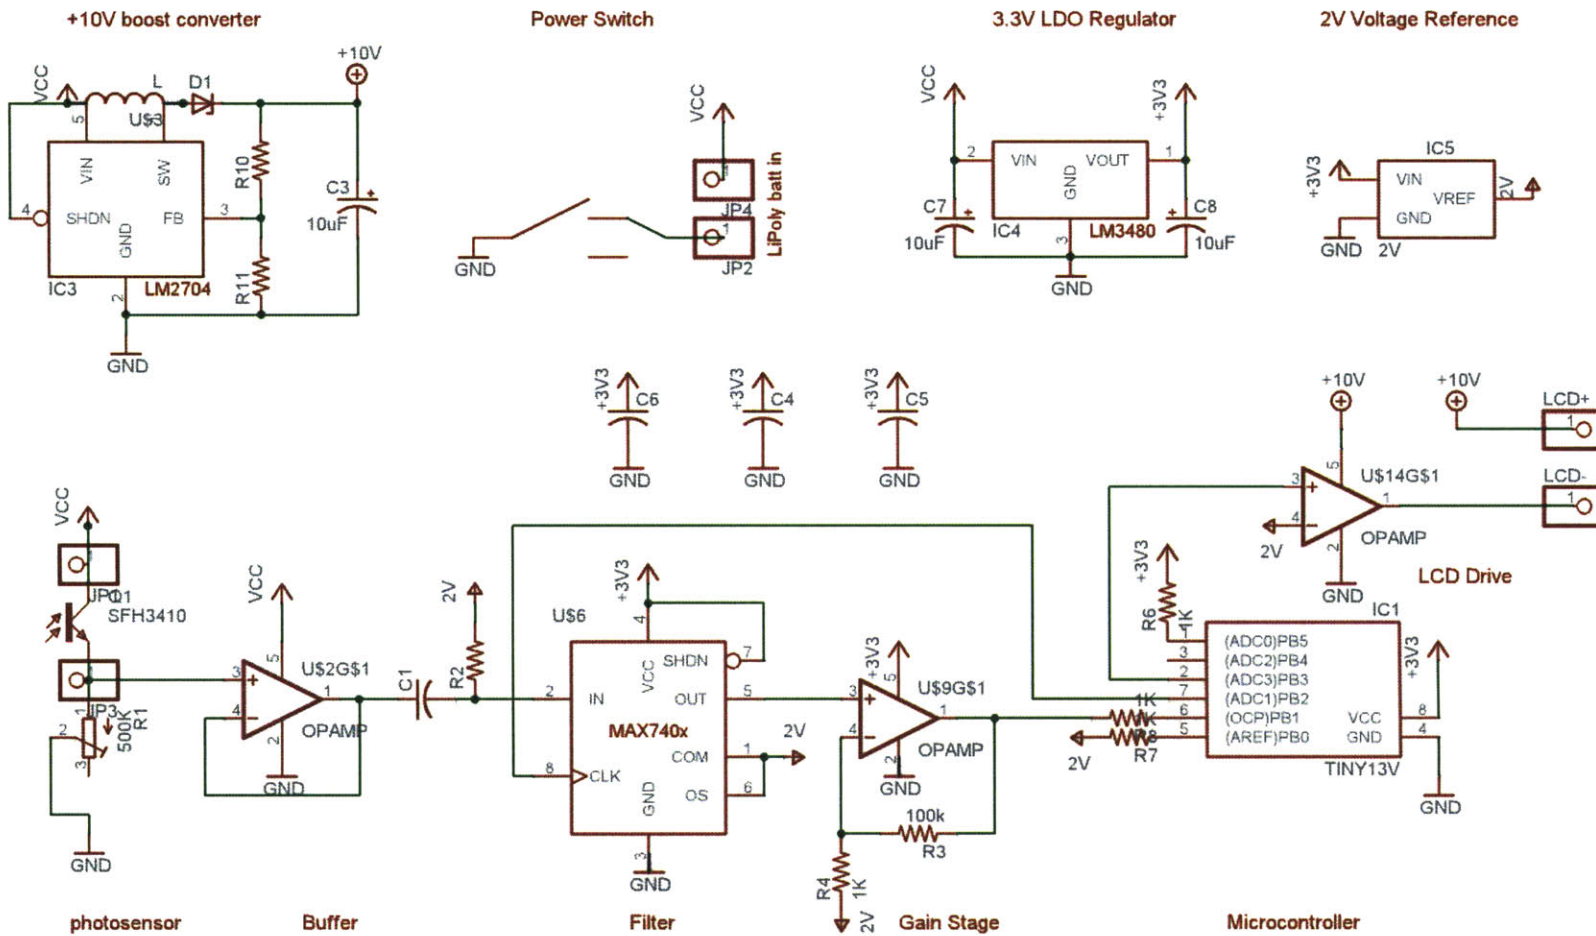 +10V boost converter
Power Switch
3.3V LDO Regulator
2V Voltage Reference
+10V
VCC
L
D1
U$3
5
VIN
SW
SHDN
FB
GND
4
3
2
R10
R11
C3
10uF
IC3
LM2704
GND
VCC
1
JP4
1
JP2
LiPoly batt in
GND
VCC
+3V3
2
VIN
VOUT
1
GND
3
C7
10uF
IC4
LM3480
C8
10uF
GND
+3V3
IC5
VIN
VREF
GND
2V
GND
2V
+3V3
C6
GND
+3V3
C4
GND
+3V3
C5
GND
+10V
+10V
LCD+
1
LCD-
1
3
5
U$14G$1
1
4
2V
2
OPAMP
GND
LCD Drive
VCC
JP1
Q1
SFH3410
1
JP3
1
2
3
500K
R1
GND
VCC
3
5
U$2G$1
1
4
2
OPAMP
GND
C1
2V
R2
U$6
+3V3
4
VCC
SHDN
7
2
IN
OUT
5
MAX740x
COM
1
2V
8
CLK
GND
OS
6
3
GND
+3V3
3
5
U$9G$1
1
4
2
OPAMP
GND
100k
R3
R4
1K
2V
+3V3
R6
1K
IC1
1
(ADC0)PB5
3
(ADC2)PB4
2
(ADC3)PB3
7
(ADC1)PB2
1K
6
(OCP)PB1
5
(AREF)PB0
R7
2V
VCC
8
GND
4
TINY13V
+3V3
GND
photosensor
Buffer
Filter
Gain Stage
Microcontroller